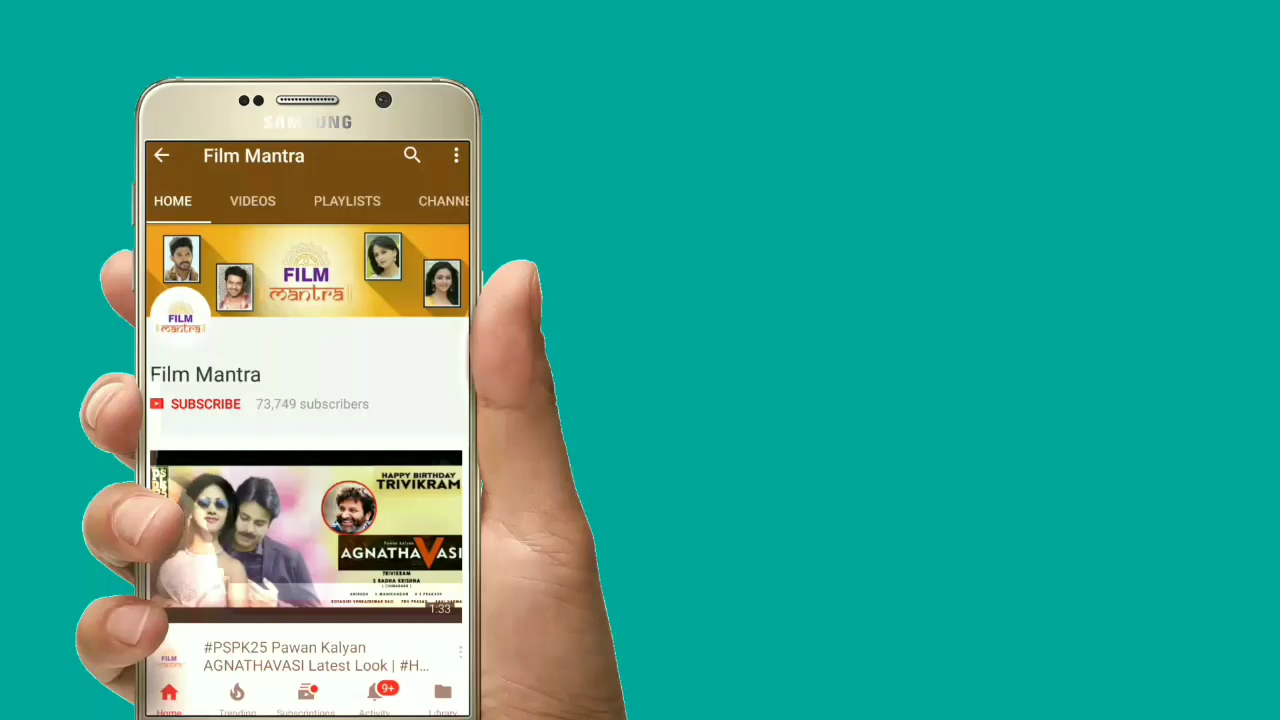 SAMSUNG
Film Mantra
HOME VIDEOS PLAYLISTS CHANNE
FILM
mantra
FILM
mantra
Film Mantra
SUBSCRIBE 73,749 subscribers
HAPPY BIRTHDAY
TRIVIKRAM
AGNATHAVASI
TRIVIKRAM
S RADHA KRISHNA
1:33
#PSPK25 Pawan Kalyan
AGNATHAVASI Latest Look | #H...
FILM
mantra
9+
Home Trending Subscriptions Activity Library